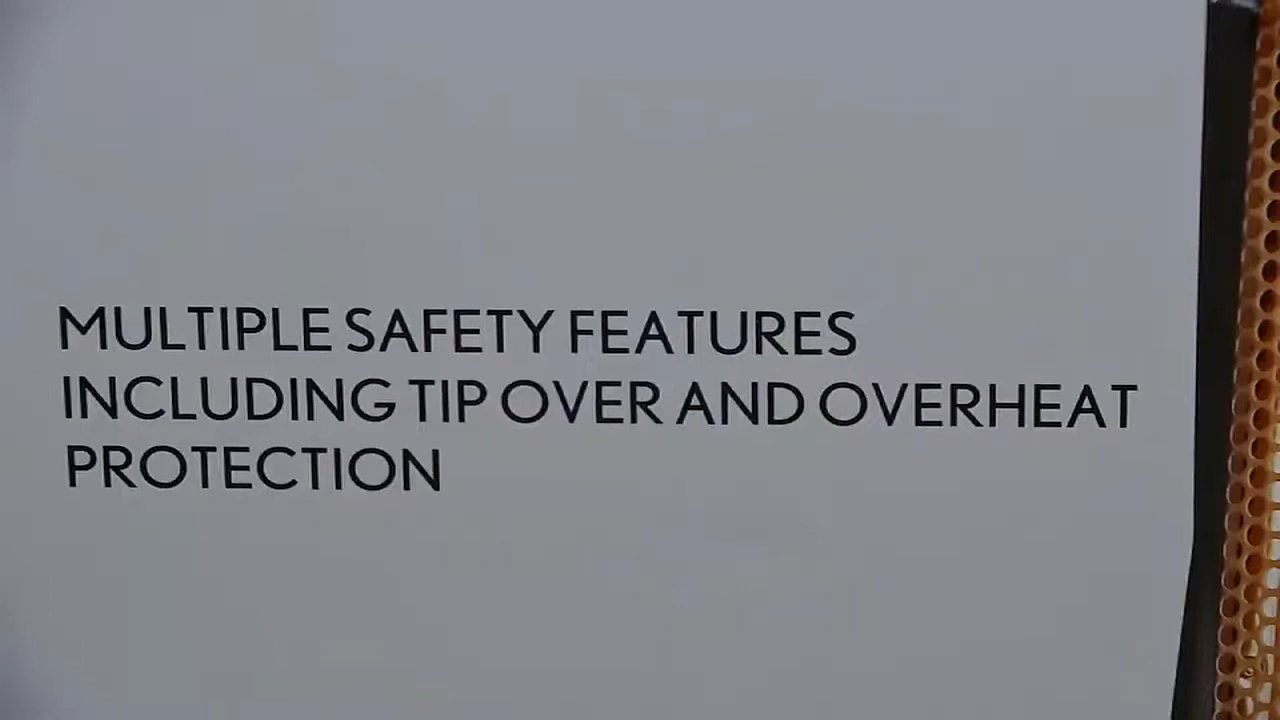 MULTIPLE SAFETY FEATURES
INCLUDING TIP OVER AND OVERHEAT
PROTECTION